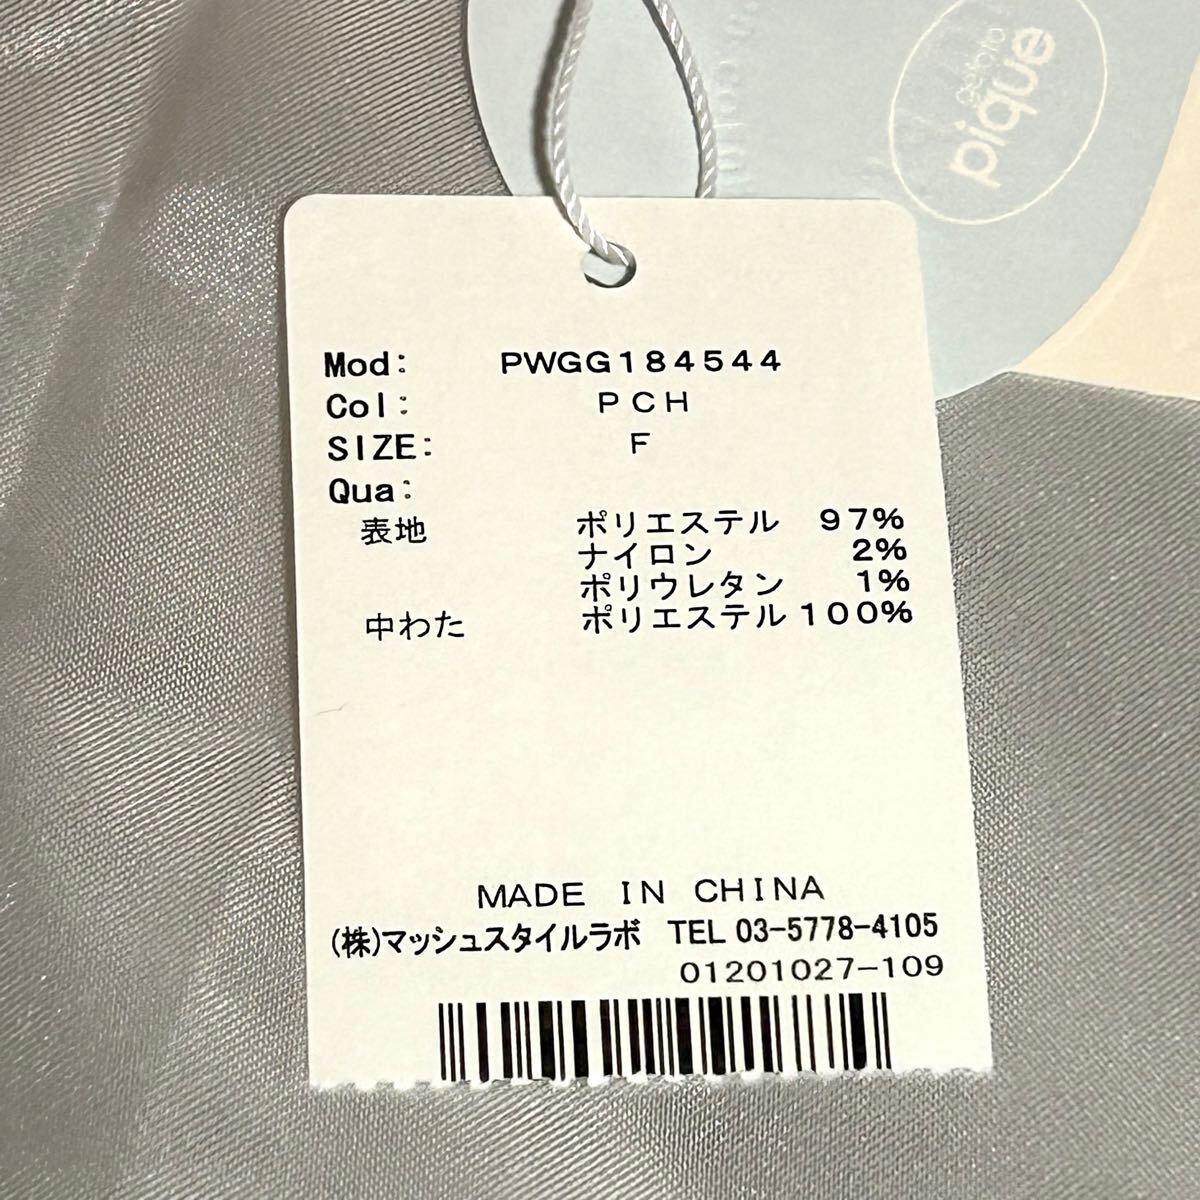 gelato
pique
Mod: PWGG184544
Col: PCH
SIZE: F
Qua:
表地 ポリエステル 97%
ナイロン 2%
ポリウレタン 1%
中わた ポリエステル 100%
MADE IN CHINA
(株)マッシュスタイルラボ TEL 03-5778-4105
01201027-109